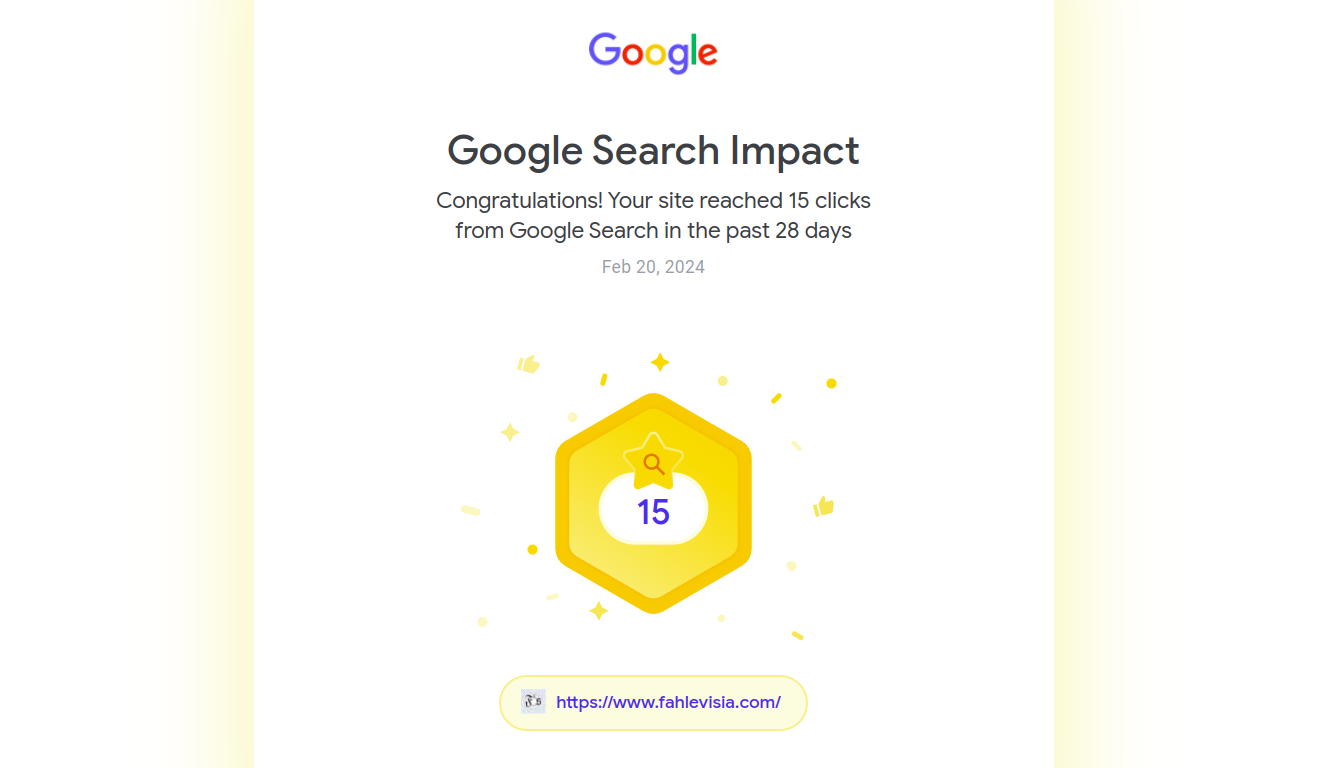 Google
Google Search Impact
Congratulations! Your site reached 15 clicks
from Google Search in the past 28 days
Feb 20, 2024
15
https://www.fahlevisia.com/